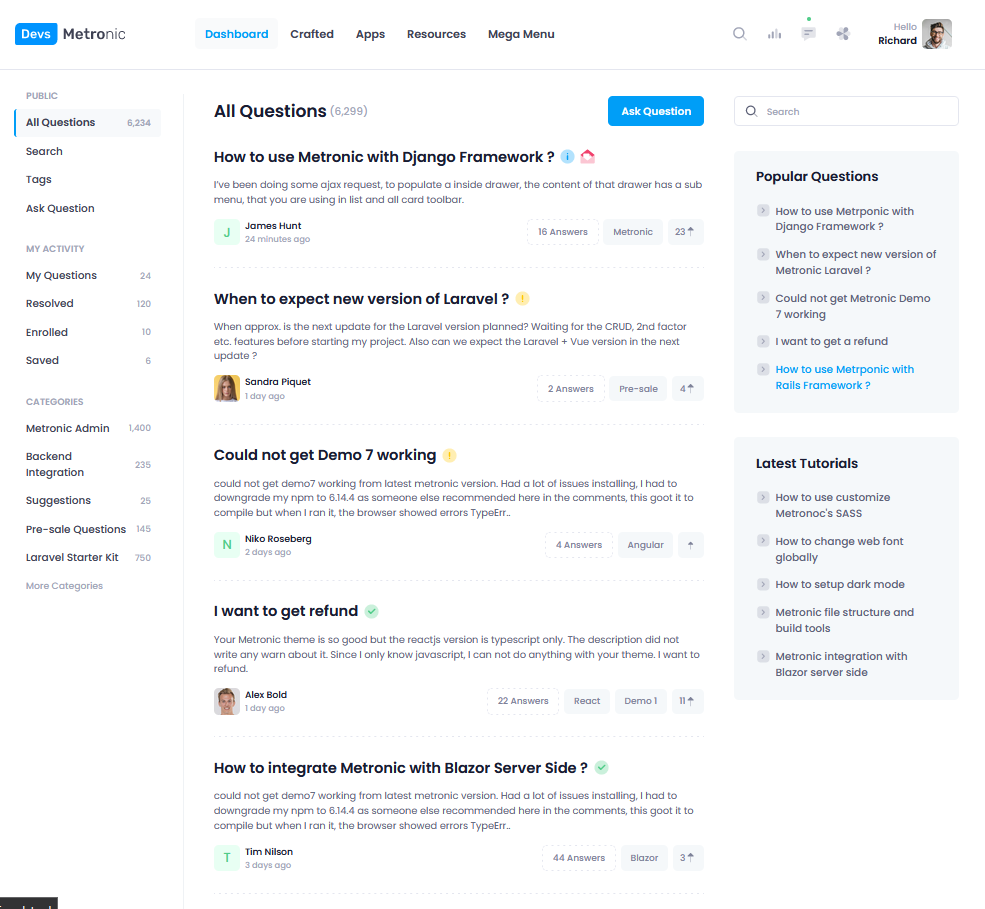 Devs Metronic
Dashboard Crafted Apps Resources Mega Menu
Hello
Richard
PUBLIC
All Questions 6,234
Search
Tags
Ask Question
MY ACTIVITY
My Questions 24
Resolved 120
Enrolled 10
Saved 6
CATEGORIES
Metronic Admin 1,400
Backend
Integration 235
Suggestions 25
Pre-sale Questions 145
Laravel Starter Kit 750
More Categories
All Questions (6,299)
Ask Question
How to use Metronic with Django Framework ?
I've been doing some ajax request, to populate a inside drawer, the content of that drawer has a sub
menu, that you are using in list and all card toolbar.
J James Hunt
24 minutes ago
16 Answers Metronic 23
When to expect new version of Laravel ?
When approx. is the next update for the Laravel version planned? Waiting for the CRUD, 2nd factor
etc. features before starting my project. Also can we expect the Laravel + Vue version in the next
update ?
Sandra Piquet
1 day ago
2 Answers Pre-sale 4
Could not get Demo 7 working
could not get demo7 working from latest metronic version. Had a lot of issues installing, I had to
downgrade my npm to 6.14.4 as someone else recommended here in the comments, this goot it to
compile but when I ran it, the browser showed errors TypeErr..
N Niko Roseberg
2 days ago
4 Answers Angular
I want to get refund
Your Metronic theme is so good but the reactjs version is typescript only. The description did not
write any warn about it. Since I only know javascript, I can not do anything with your theme. I want to
refund.
Alex Bold
1 day ago
22 Answers React Demo 1 11
How to integrate Metronic with Blazor Server Side ?
could not get demo7 working from latest metronic version. Had a lot of issues installing, I had to
downgrade my npm to 6.14.4 as someone else recommended here in the comments, this goot it to
compile but when I ran it, the browser showed errors TypeErr..
T Tim Nilson
3 days ago
44 Answers Blazor 3
Search
Popular Questions
How to use Metrponic with
Django Framework ?
When to expect new version of
Metronic Laravel ?
Could not get Metronic Demo
7 working
I want to get a refund
How to use Metrponic with
Rails Framework ?
Latest Tutorials
How to use customize
Metronoc's SASS
How to change web font
globally
How to setup dark mode
Metronic file structure and
build tools
Metronic integration with
Blazor server side